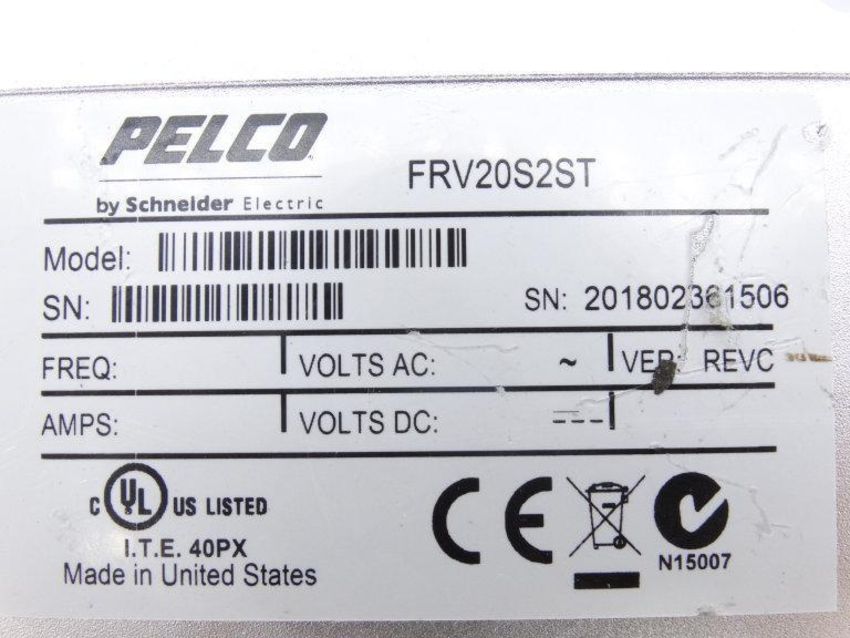 PELCO
by Schneider Electric
FRV20S2ST
Model:
SN: SN: 201802361506
FREQ: VOLTS AC: ~ VER: REVC
AMPS: VOLTS DC:
C UL US LISTED
I.T.E. 40PX
Made in United States
CE
N15007